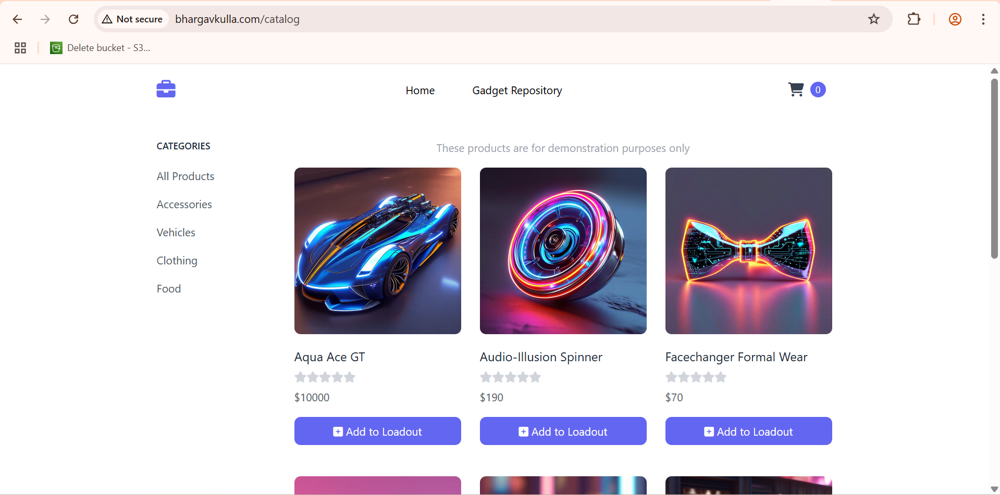 Not secure
bhargavkulla.com/catalog
Delete bucket - S3...
Home
Gadget Repository
0
CATEGORIES
All Products
Accessories
Vehicles
Clothing
Food
These products are for demonstration purposes only
Aqua Ace GT
$10000
Add to Loadout
Audio-Illusion Spinner
$190
Add to Loadout
Facechanger Formal Wear
$70
Add to Loadout